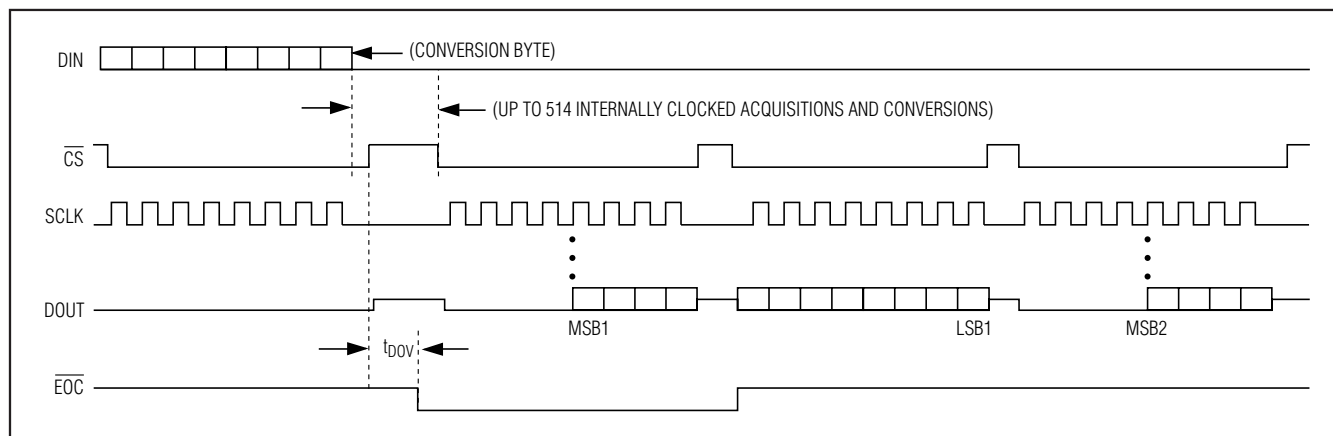 DIN
(CONVERSION BYTE)
(UP TO 514 INTERNALLY CLOCKED ACQUISITIONS AND CONVERSIONS)
CS
SCLK
DOUT
MSB1
LSB1
MSB2
tDOV
EOC